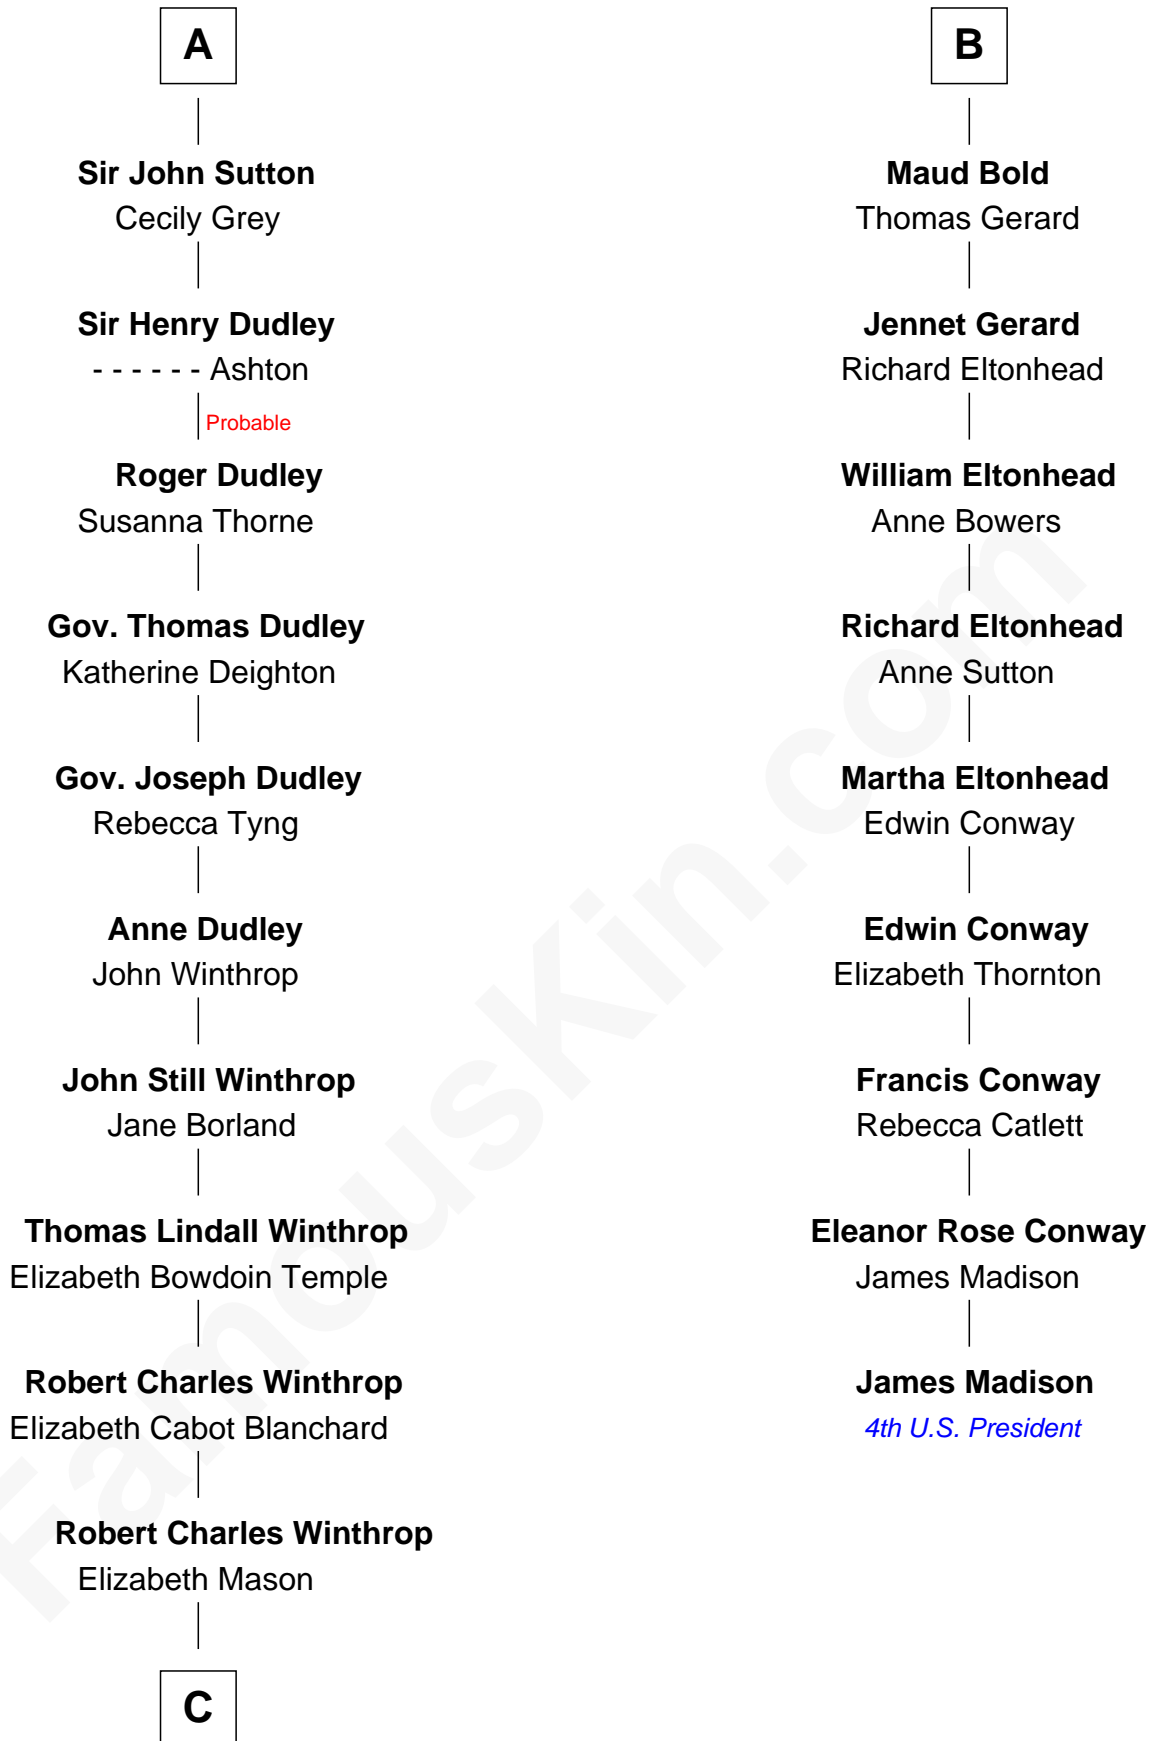 A
Sir John Sutton
Cecily Grey
Sir Henry Dudley
- - - - - - Ashton
Probable
Roger Dudley
Susanna Thorne
Gov. Thomas Dudley
Katherine Deighton
Gov. Joseph Dudley
Rebecca Tyng
Anne Dudley
John Winthrop
John Still Winthrop
Jane Borland
Thomas Lindall Winthrop
Elizabeth Bowdoin Temple
Robert Charles Winthrop
Elizabeth Cabot Blanchard
Robert Charles Winthrop
Elizabeth Mason
C
B
Maud Bold
Thomas Gerard
Jennet Gerard
Richard Eltonhead
William Eltonhead
Anne Bowers
Richard Eltonhead
Anne Sutton
Martha Eltonhead
Edwin Conway
Edwin Conway
Elizabeth Thornton
Francis Conway
Rebecca Catlett
Eleanor Rose Conway
James Madison
James Madison
4th U.S. President
FamousKin.com